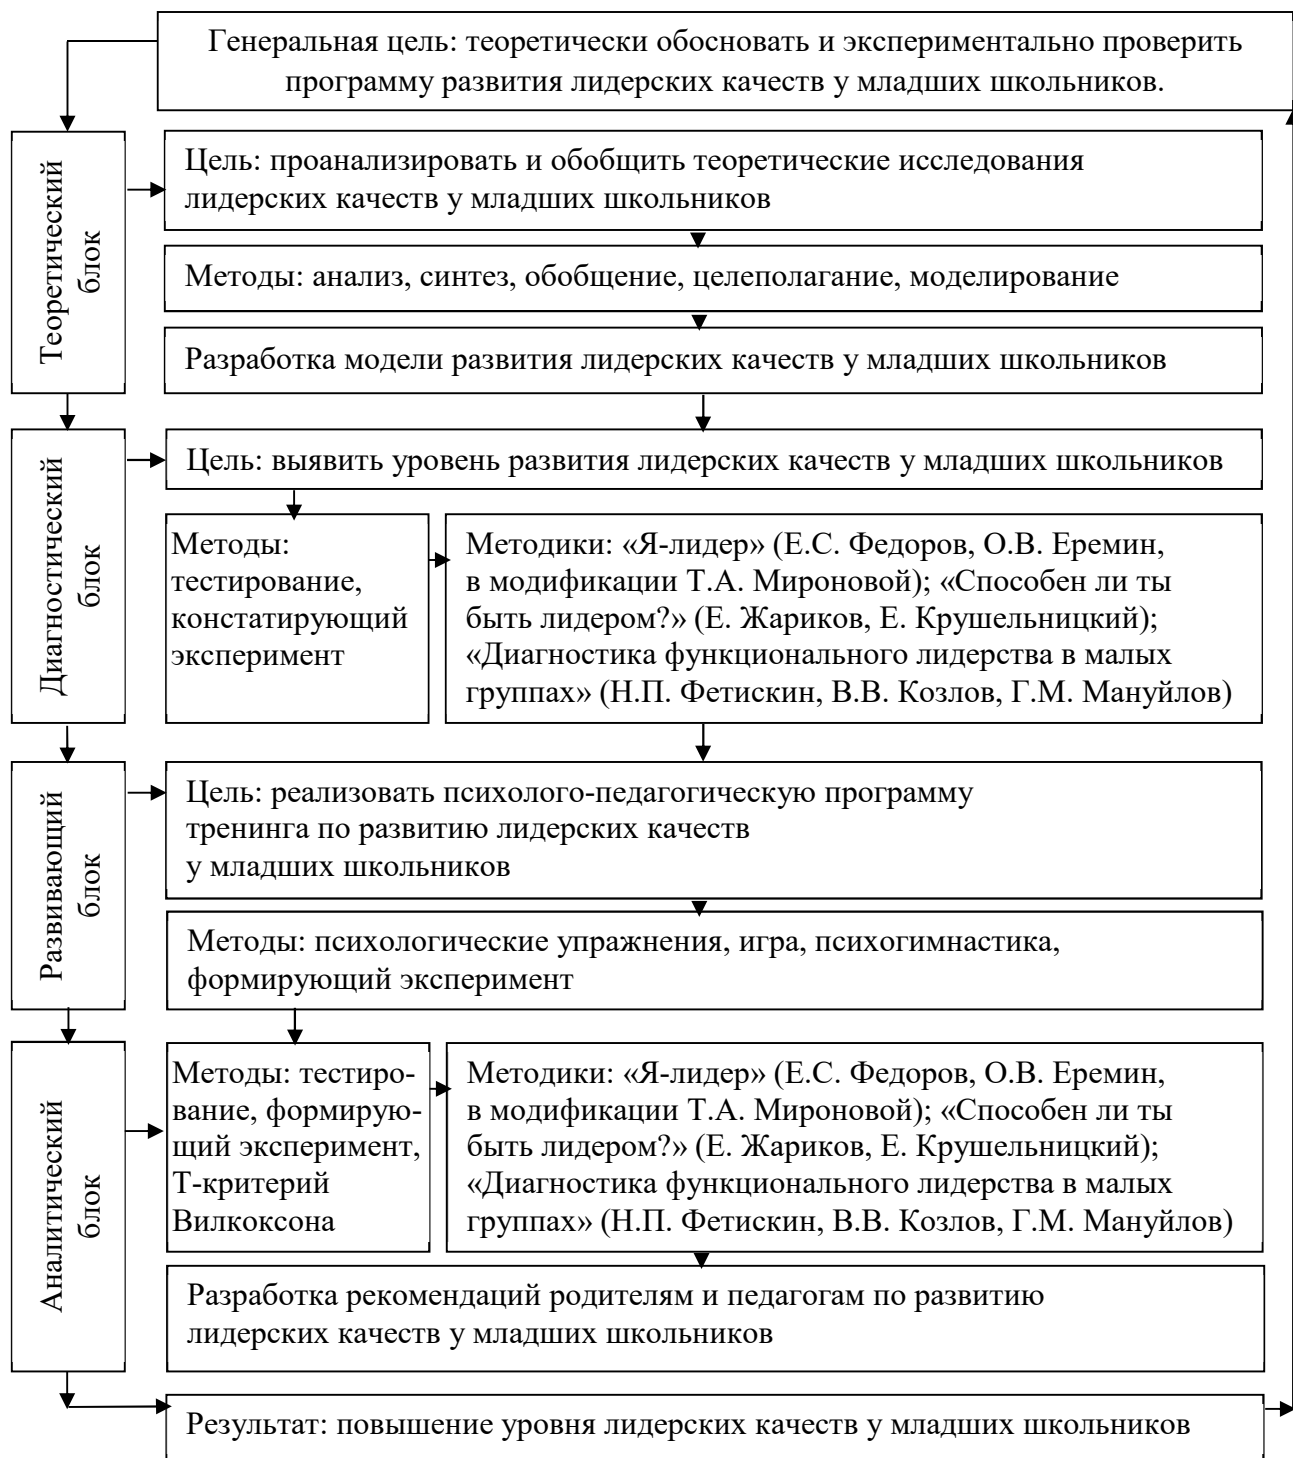 Генеральная цель: теоретически обосновать и экспериментально проверить
программу развития лидерских качеств у младших школьников.
Теоретический
блок
Цель: проанализировать и обобщить теоретические исследования
лидерских качеств у младших школьников
Методы: анализ, синтез, обобщение, целеполагание, моделирование
Разработка модели развития лидерских качеств у младших школьников
Диагностический
блок
Цель: выявить уровень развития лидерских качеств у младших школьников
Методы:
тестирование,
констатирующий
эксперимент
Методики: «Я-лидер» (Е.С. Федоров, О.В. Еремин,
в модификации Т.А. Мироновой); «Способен ли ты
быть лидером?» (Е. Жариков, Е. Крушельницкий);
«Диагностика функционального лидерства в малых
группах» (Н.П. Фетискин, В.В. Козлов, Г.М. Мануйлов)
Развивающий
блок
Цель: реализовать психолого-педагогическую программу
тренинга по развитию лидерских качеств
у младших школьников
Методы: психологические упражнения, игра, психогимнастика,
формирующий эксперимент
Аналитический
блок
Методы: тестиро-
вание, формирую-
щий эксперимент,
Т-критерий
Вилкоксона
Методики: «Я-лидер» (Е.С. Федоров, О.В. Еремин,
в модификации Т.А. Мироновой); «Способен ли ты
быть лидером?» (Е. Жариков, Е. Крушельницкий);
«Диагностика функционального лидерства в малых
группах» (Н.П. Фетискин, В.В. Козлов, Г.М. Мануйлов)
Разработка рекомендаций родителям и педагогам по развитию
лидерских качеств у младших школьников
Результат: повышение уровня лидерских качеств у младших школьников